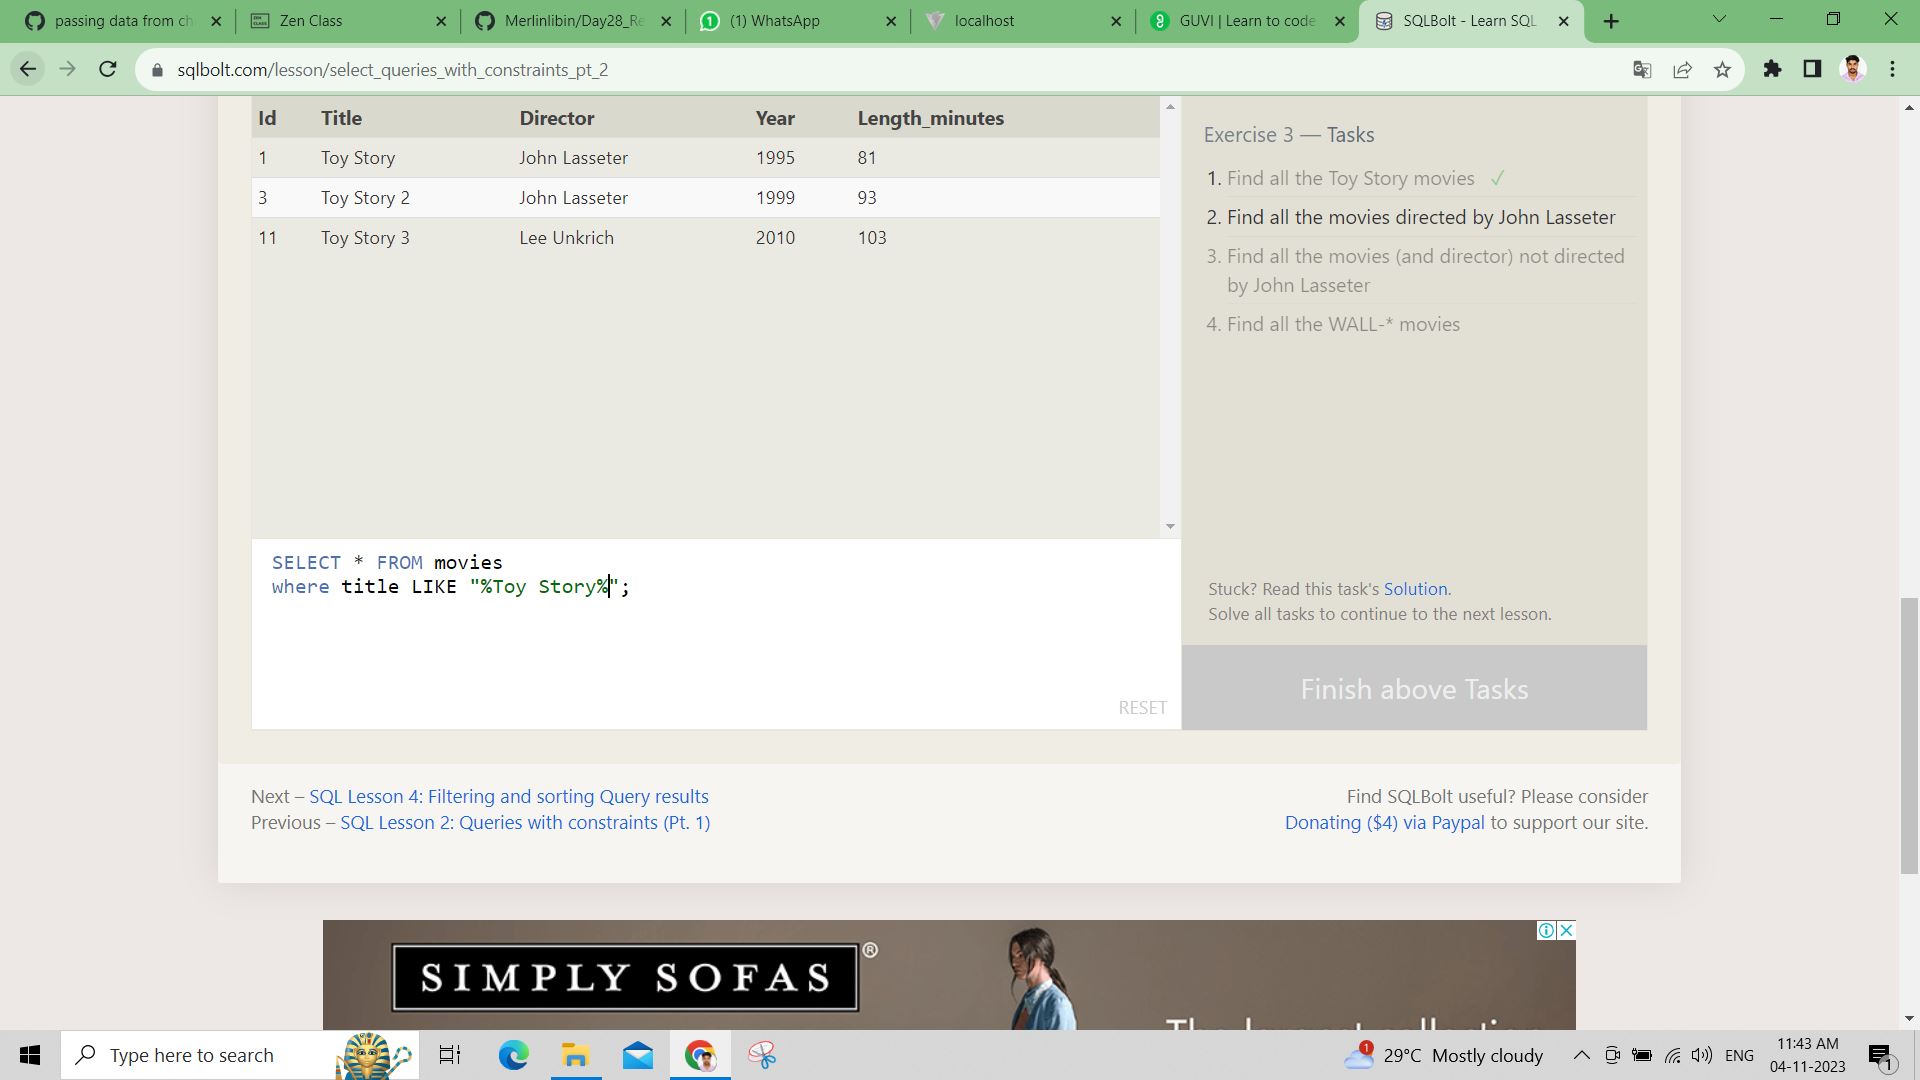 passing data from ch
Zen Class
Merlinlibin/Day28_Re
(1) WhatsApp
localhost
GUVI | Learn to code
SQLBolt - Learn SQL
sqlbolt.com/lesson/select_queries_with_constraints_pt_2
Id Title Director Year Length_minutes
1 Toy Story John Lasseter 1995 81
3 Toy Story 2 John Lasseter 1999 93
11 Toy Story 3 Lee Unkrich 2010 103
SELECT * FROM movies
where title LIKE "%Toy Story%";
RESET
Exercise 3 — Tasks
1. Find all the Toy Story movies ✓
2. Find all the movies directed by John Lasseter
3. Find all the movies (and director) not directed
by John Lasseter
4. Find all the WALL-* movies
Stuck? Read this task's Solution.
Solve all tasks to continue to the next lesson.
Finish above Tasks
Next – SQL Lesson 4: Filtering and sorting Query results
Previous – SQL Lesson 2: Queries with constraints (Pt. 1)
Find SQLBolt useful? Please consider
Donating ($4) via Paypal to support our site.
SIMPLY SOFAS®
The largest collection
Type here to search
1
29°C Mostly cloudy
ENG
11:43 AM
04-11-2023
1